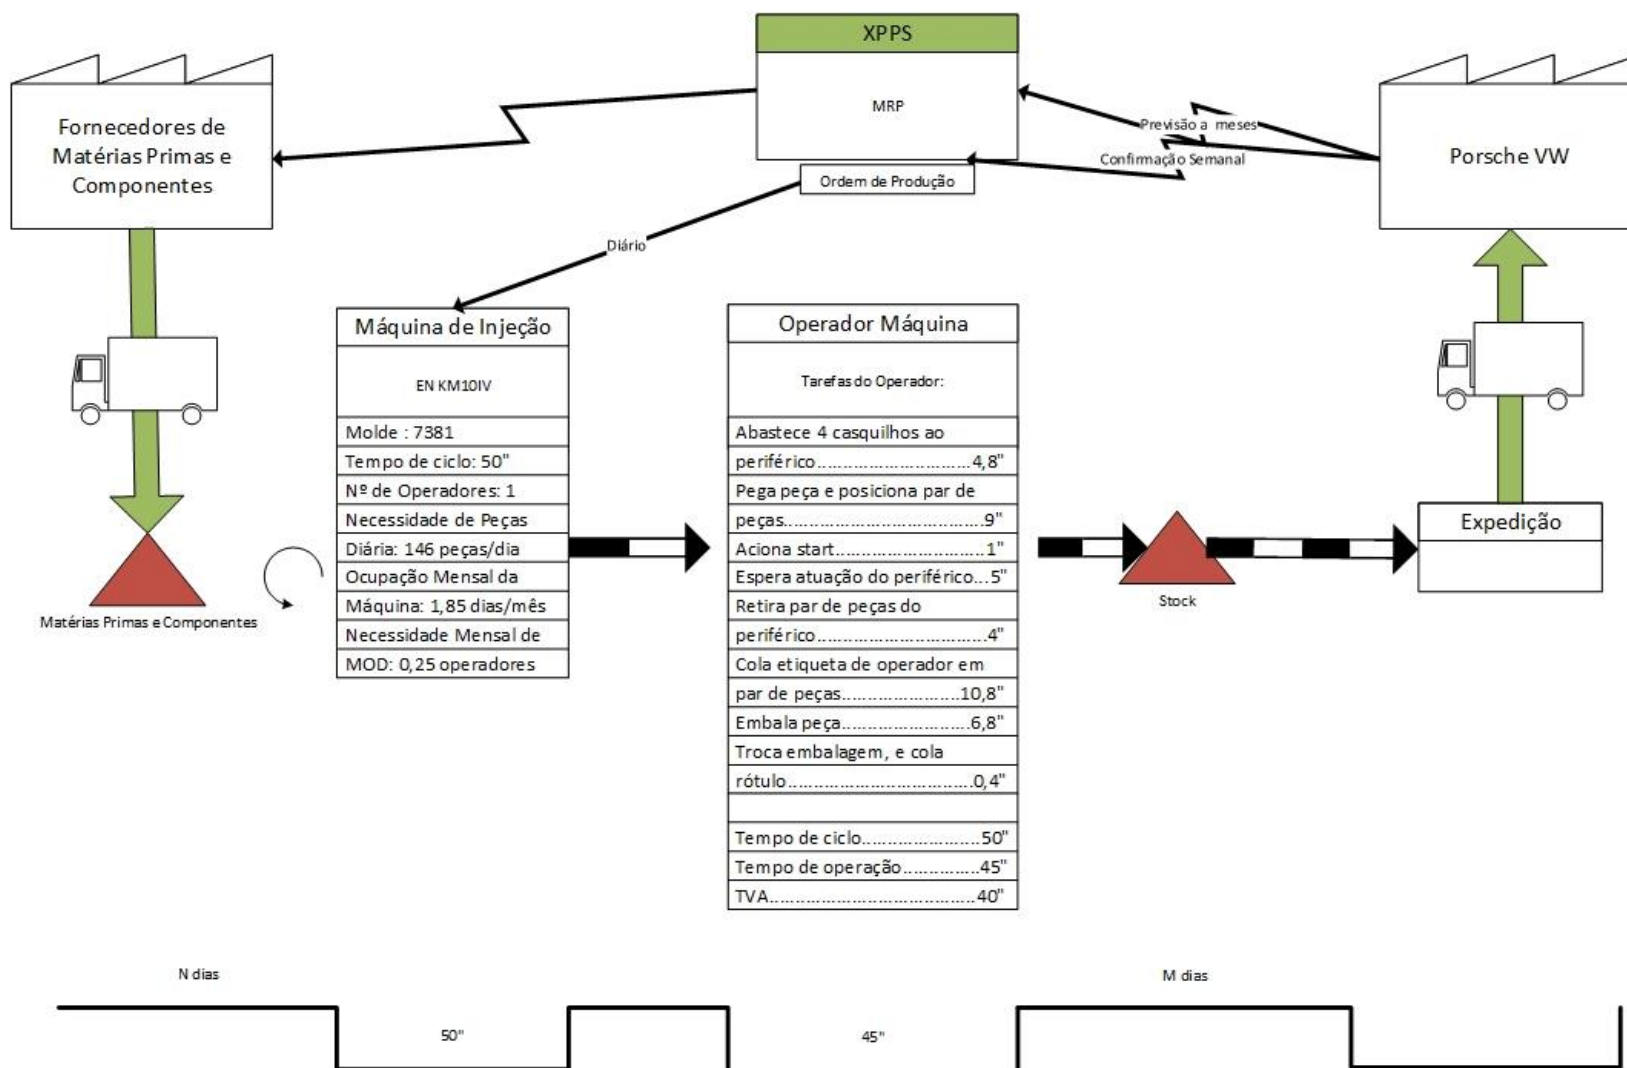 XPPS
MRP
Ordem de Produção
Fornecedores de
Matérias Primas e
Componentes
Previsão a meses
Confirmação Semanal
Porsche VW
Diário
Máquina de Injeção
EN KM10IV
Molde : 7381
Tempo de ciclo: 50"
Nº de Operadores: 1
Necessidade de Peças
Diária: 146 peças/dia
Ocupação Mensal da
Máquina: 1,85 dias/mês
Necessidade Mensal de
MOD: 0,25 operadores
Operador Máquina
Tarefas do Operador:
Abastece 4 casquilhos ao
periférico..............................4,8"
Pega peça e posiciona par de
peças.......................................9"
Aciona start.............................1"
Espera atuação do periférico...5"
Retira par de peças do
periférico.................................4"
Cola etiqueta de operador em
par de peças.......................10,8"
Embala peça.........................6,8"
Troca embalagem, e cola
rótulo....................................0,4"
Tempo de ciclo.......................50"
Tempo de operação...............45"
TVA........................................40"
Matérias Primas e Componentes
Stock
Expedição
N dias
50"
45"
M dias